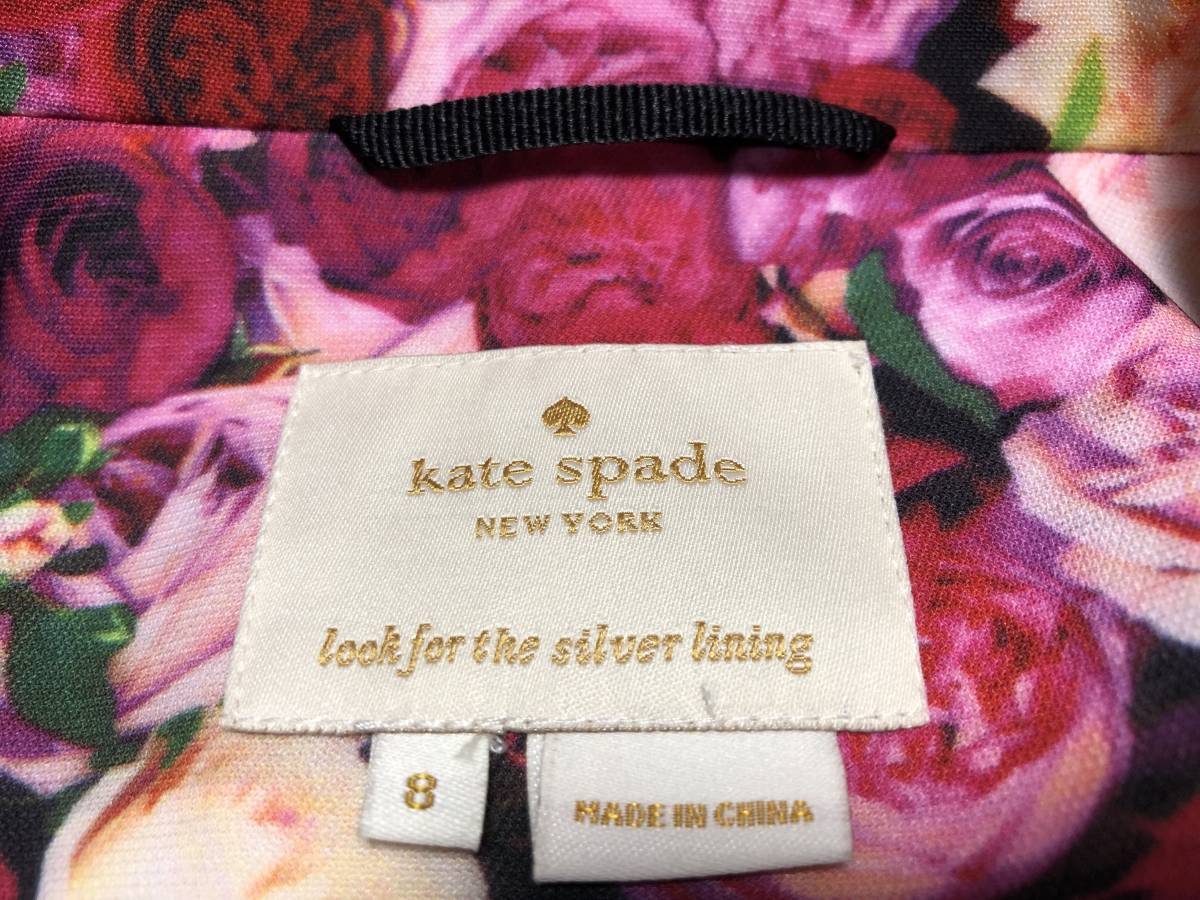 kate spade
NEW YORK
look for the silver lining
8
MADE IN CHINA